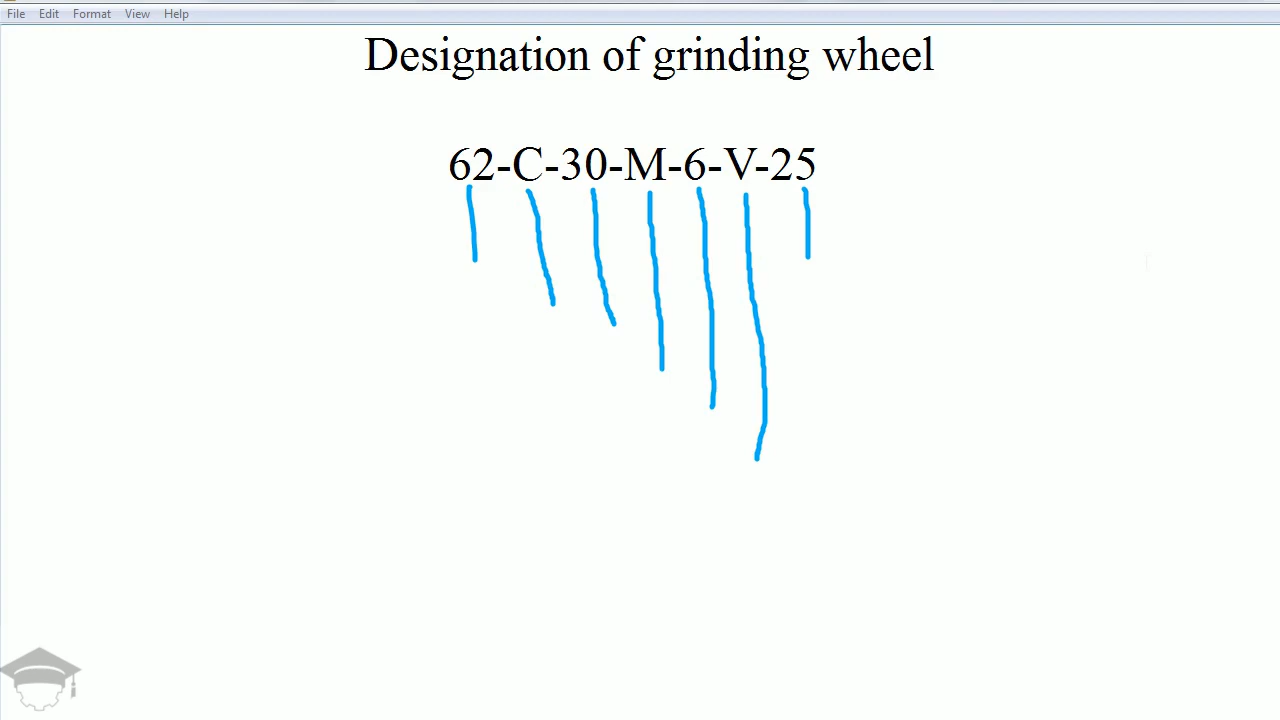 File Edit Format View Help
Designation of grinding wheel
62-C-30-M-6-V-25